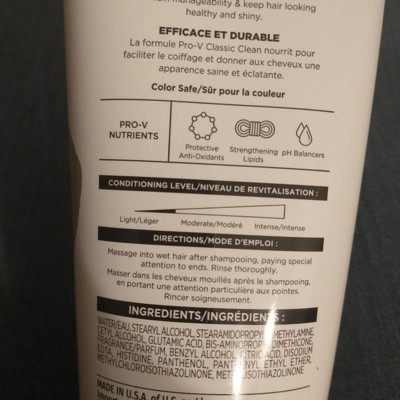 manageability & keep hair looking
healthy and shiny.
EFFICACE ET DURABLE
La formule Pro-V Classic Clean nourrit pour
faciliter le coiffage et donner aux cheveux une
apparence saine et éclatante.
Color Safe/Sûr pour la couleur
PRO-V
NUTRIENTS
Protective
Anti-Oxidants
Strengthening
Lipids
pH Balancers
CONDITIONING LEVEL/NIVEAU DE REVITALISATION :
Light/Léger
Moderate/Modéré
Intense/Intense
DIRECTIONS/MODE D'EMPLOI :
Massage into wet hair after shampooing, paying special
attention to ends. Rinse thoroughly.
Masser dans les cheveux mouillés après le shampooing,
en portant une attention particulière aux pointes.
Rincer soigneusement.
INGREDIENTS/INGRÉDIENTS :
WATER/EAU, STEARYL ALCOHOL, STEARAMIDOPROPYL DIMETHYLAMINE,
CETYL ALCOHOL, GLUTAMIC ACID, BIS-AMINOPROPYL DIMETHICONE,
FRAGRANCE/PARFUM, BENZYL ALCOHOL, CITRIC ACID, DISODIUM
EDTA, HISTIDINE, PANTHENOL, PANTHENYL ETHYL ETHER,
METHYLCHLOROISOTHIAZOLINONE, METHYLISOTHIAZOLINONE
MADE IN U.S.A.